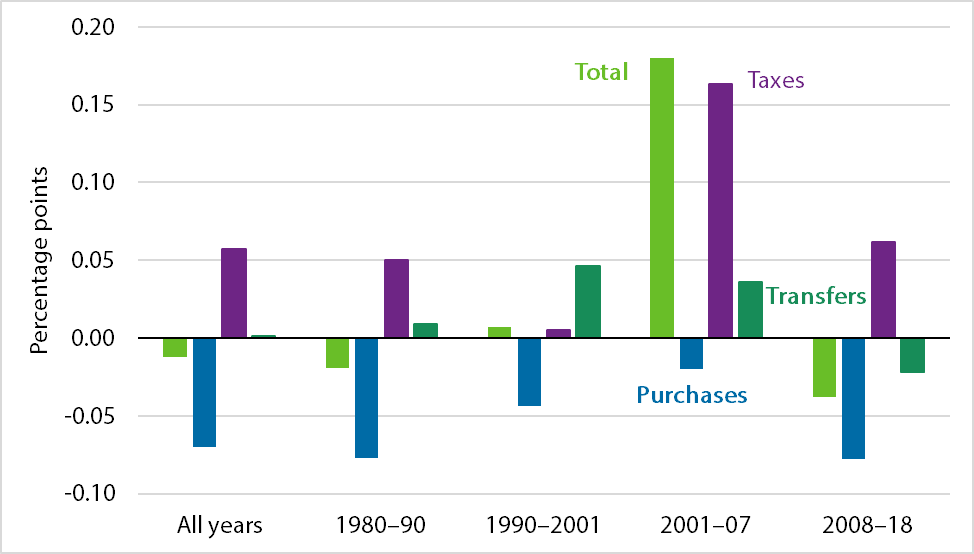 0.20
0.15
0.10
0.05
0.00
-0.05
-0.10
Percentage points
Total
Taxes
Transfers
Purchases
All years
1980–90
1990–2001
2001–07
2008–18